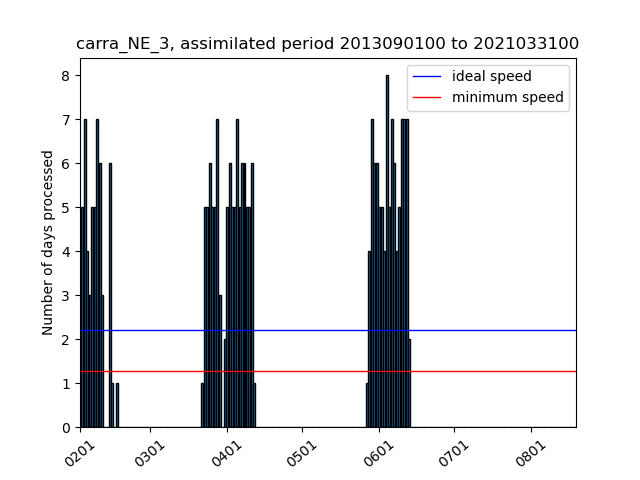 carra_NE_3, assimilated period 2013090100 to 2021033100
ideal speed
minimum speed
Number of days processed
8
7
6
5
4
3
2
1
0
0201 0301 0401 0501 0601 0701 0801